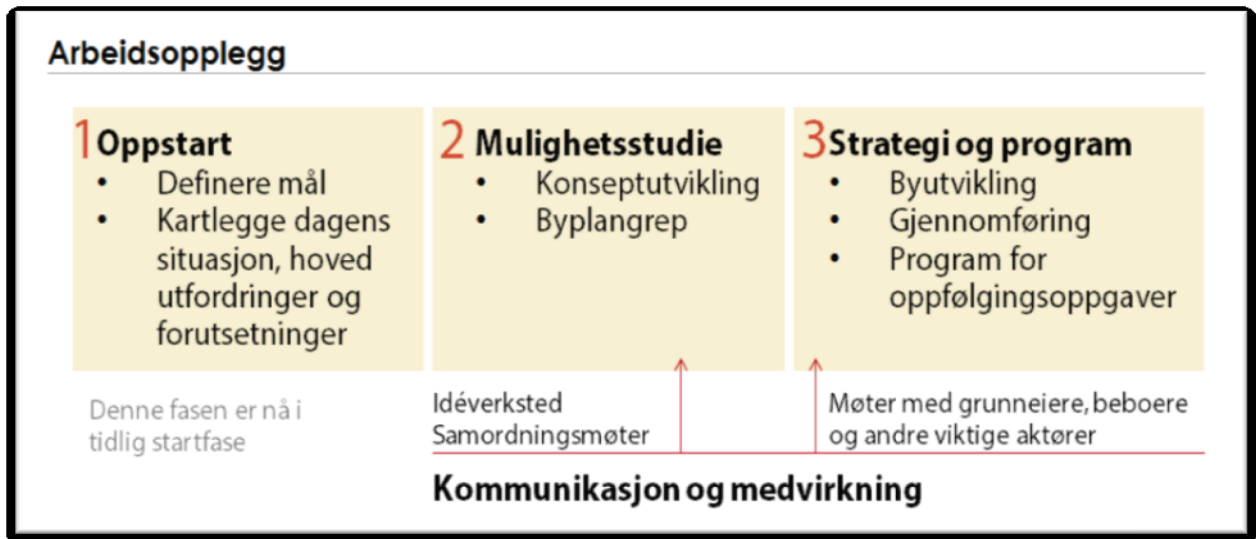 Arbeidsopplegg
1 Oppstart
• Definere mål
• Kartlegge dagens
situasjon, hoved
utfordringer og
forutsetninger
2 Mulighetsstudie
• Konseptutvikling
• Byplangrep
3 Strategi og program
• Byutvikling
• Gjennomføring
• Program for
oppfølgingsoppgaver
Denne fasen er nå i
tidlig startfase
Idéverksted
Samordningsmøter
Møter med grunneiere, beboere
og andre viktige aktører
Kommunikasjon og medvirkning